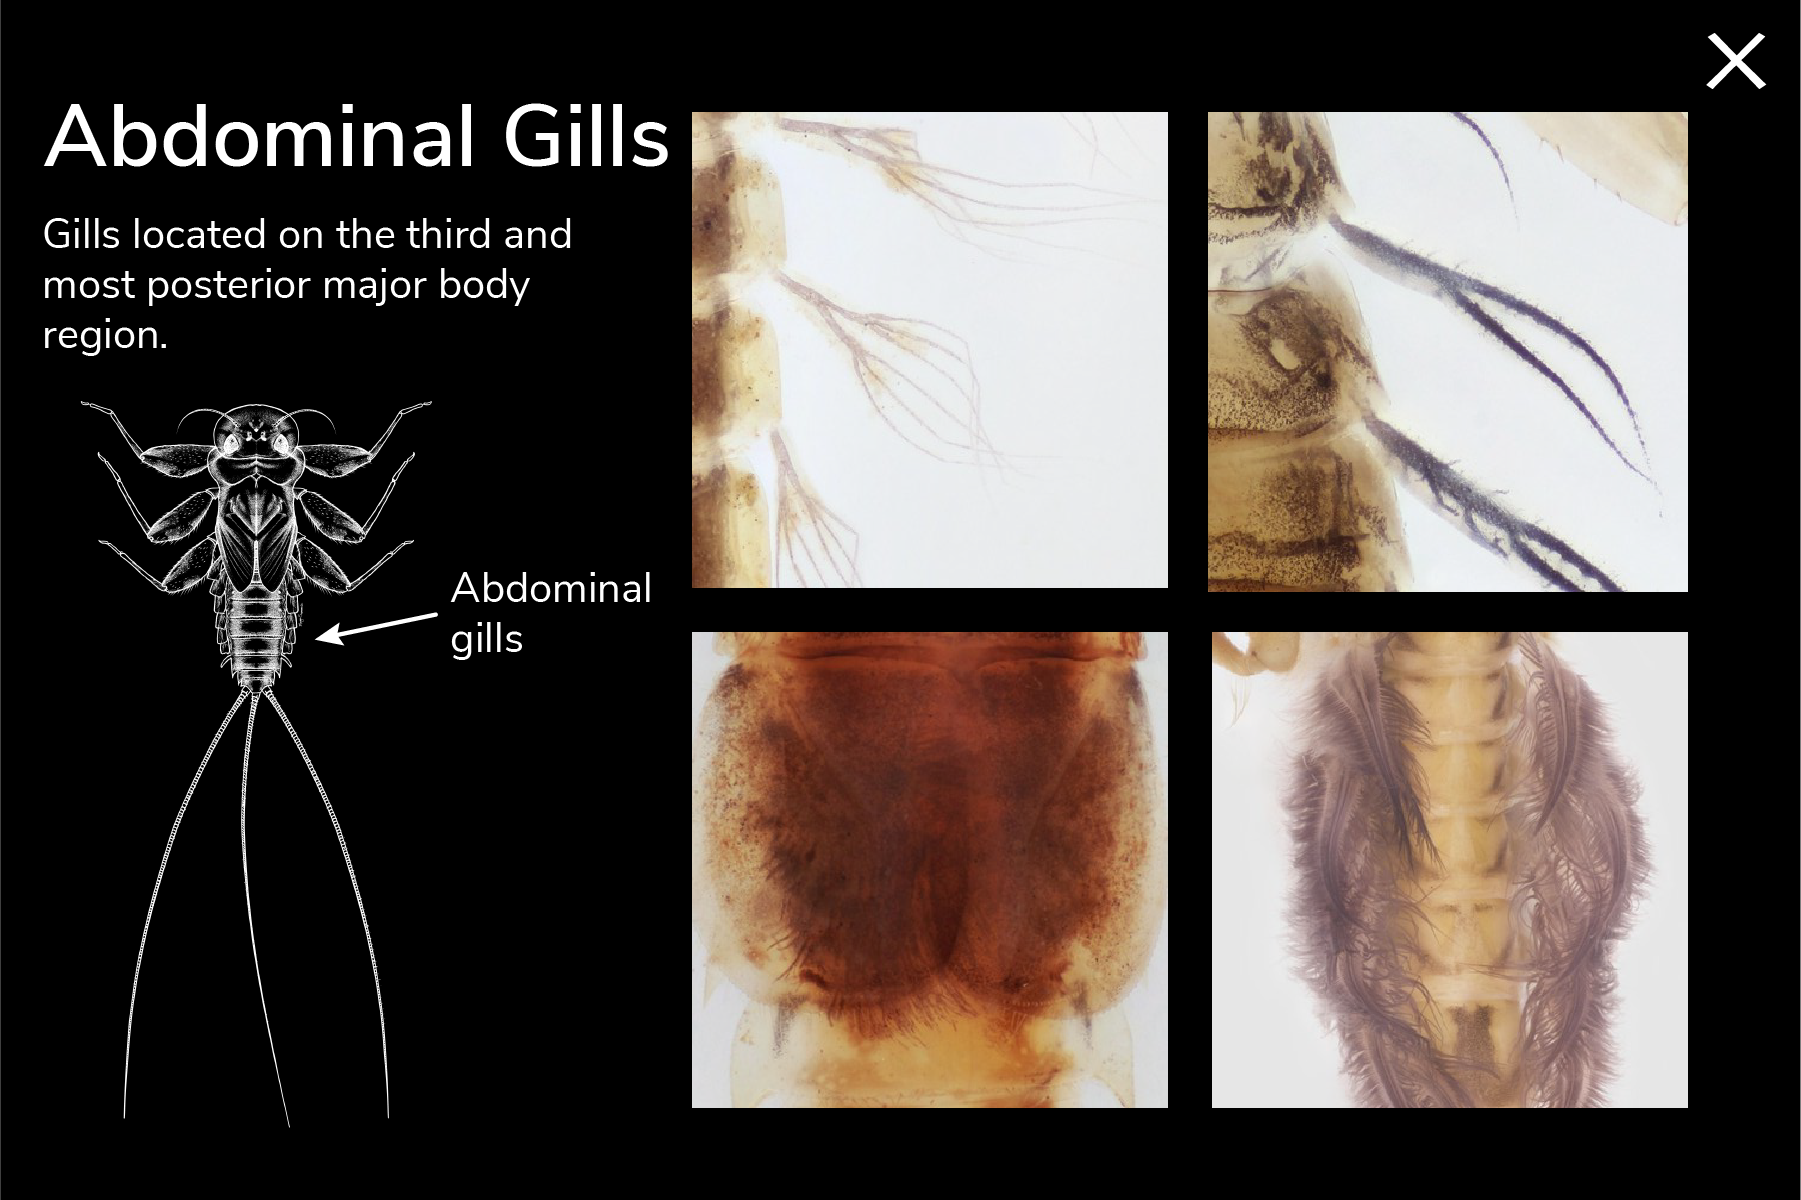 Abdominal Gills
Gills located on the third and
most posterior major body
region.
Abdominal
gills